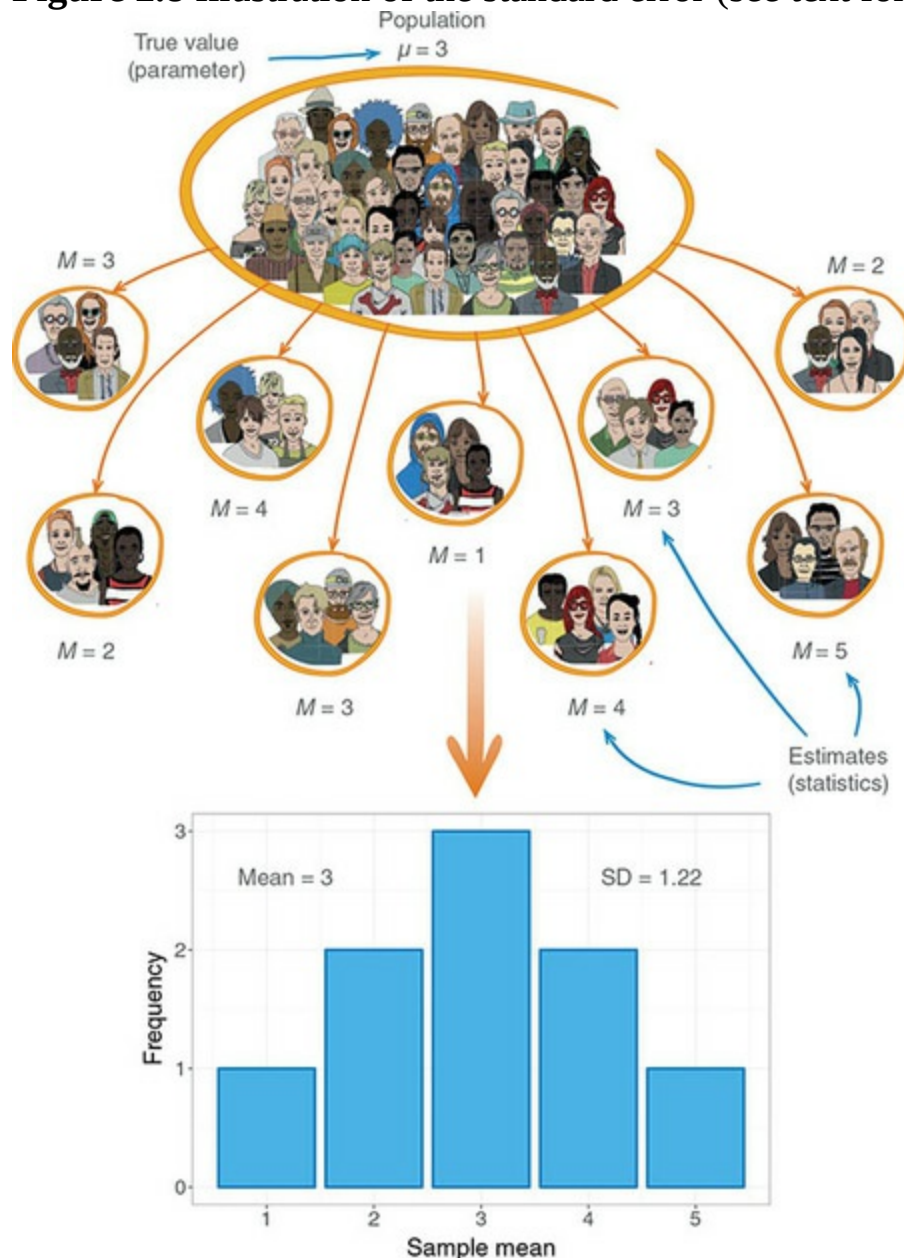 Population
True value
(parameter)
μ = 3
M = 3
M = 2
M = 4
M = 3
M = 1
M = 2
M = 5
M = 3
M = 4
Estimates
(statistics)
3
Mean = 3
SD = 1.22
2
Frequency
1
0
1 2 3 4 5
Sample mean